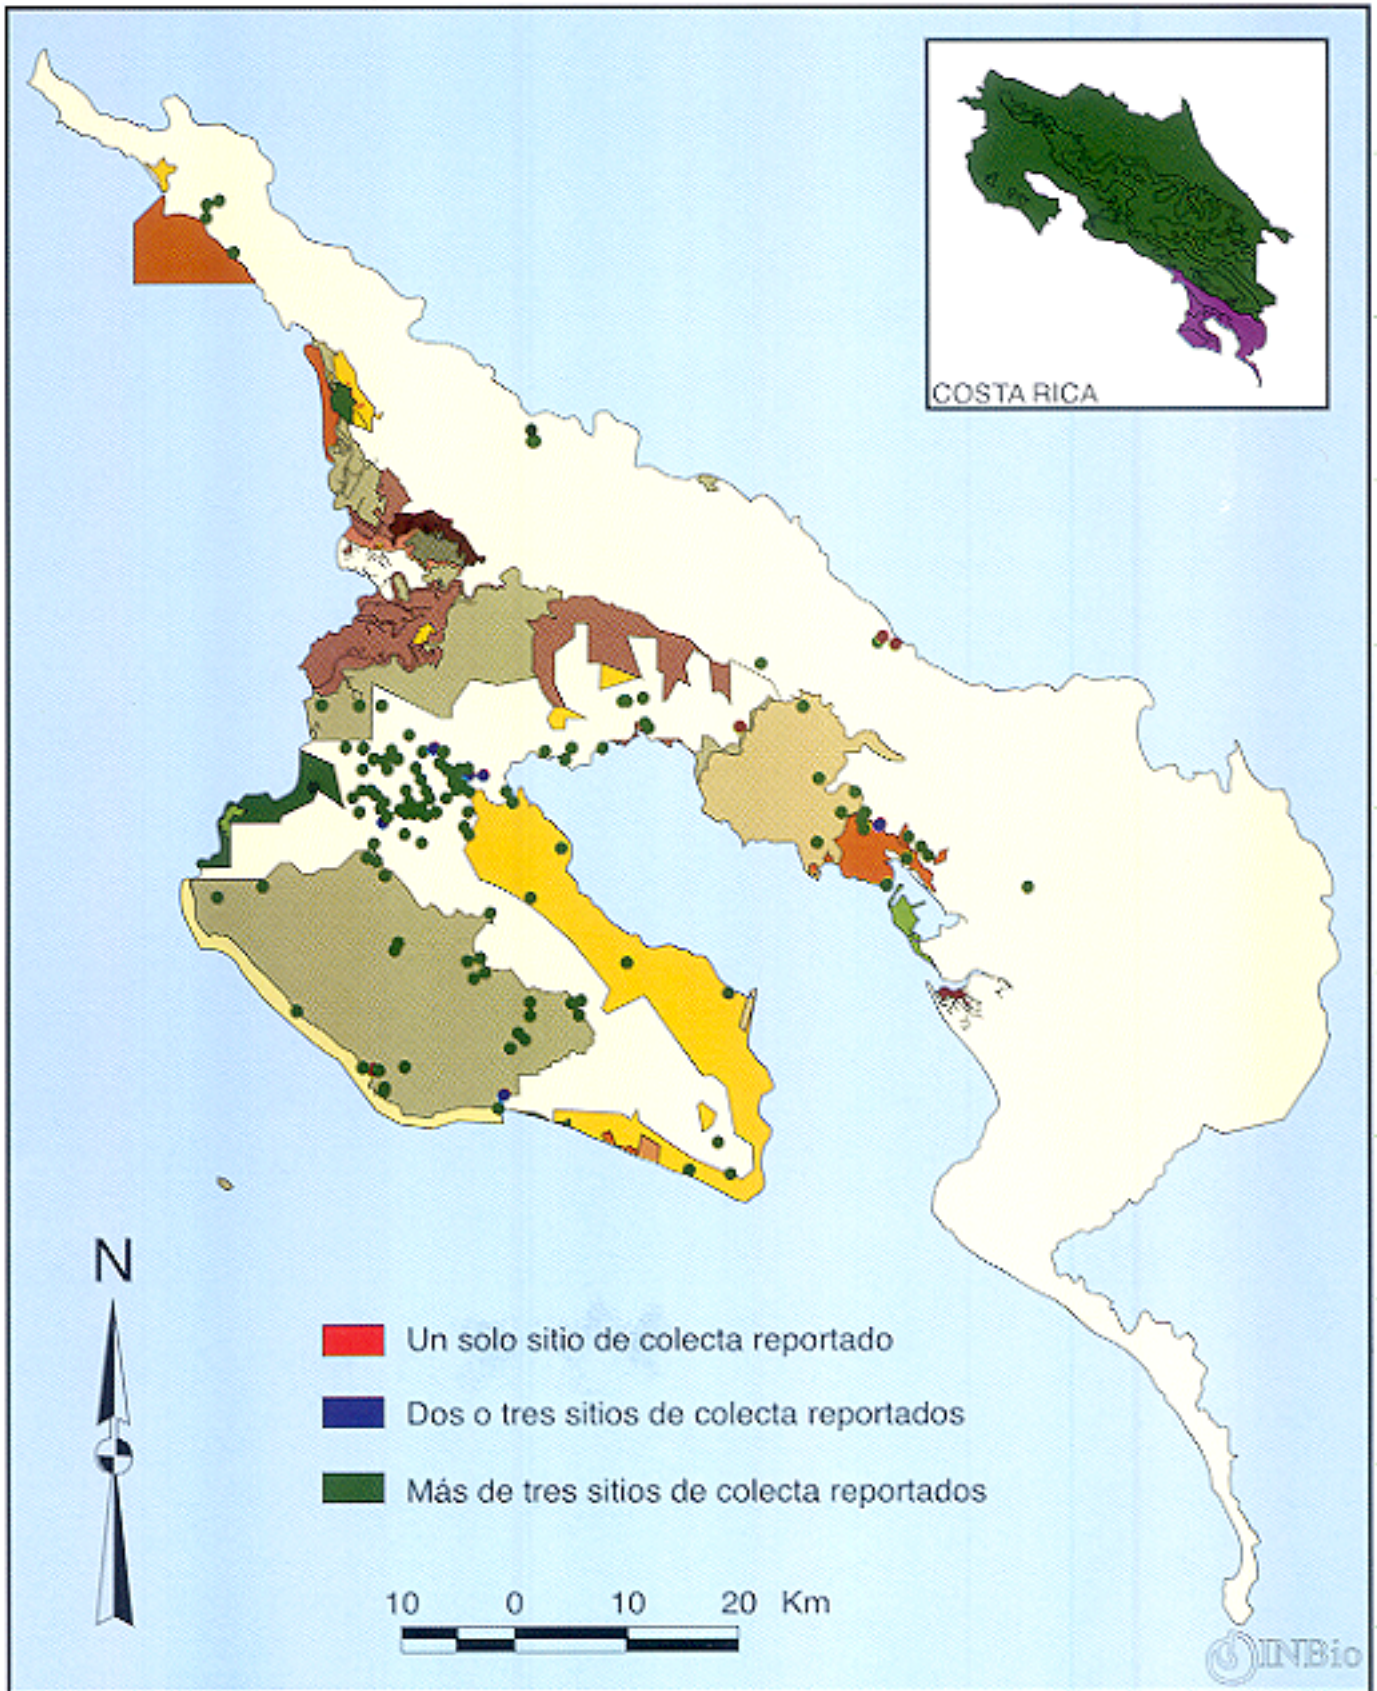 COSTA RICA
N
Un solo sitio de colecta reportado
Dos o tres sitios de colecta reportados
Más de tres sitios de colecta reportados
10 0 10 20 Km
INBio